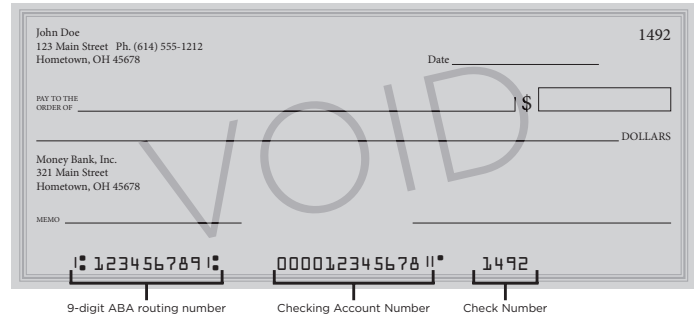 John Doe
1492
123 Main Street Ph. (614) 555-1212
Hometown, OH 45678
Date
PAY TO THE
ORDER OF
$
DOLLARS
VOID
Money Bank, Inc.
321 Main Street
Hometown, OH 45678
MEMO
⑆123456789⑆ 000012345678⑈ 1492
9-digit ABA routing number Checking Account Number Check Number